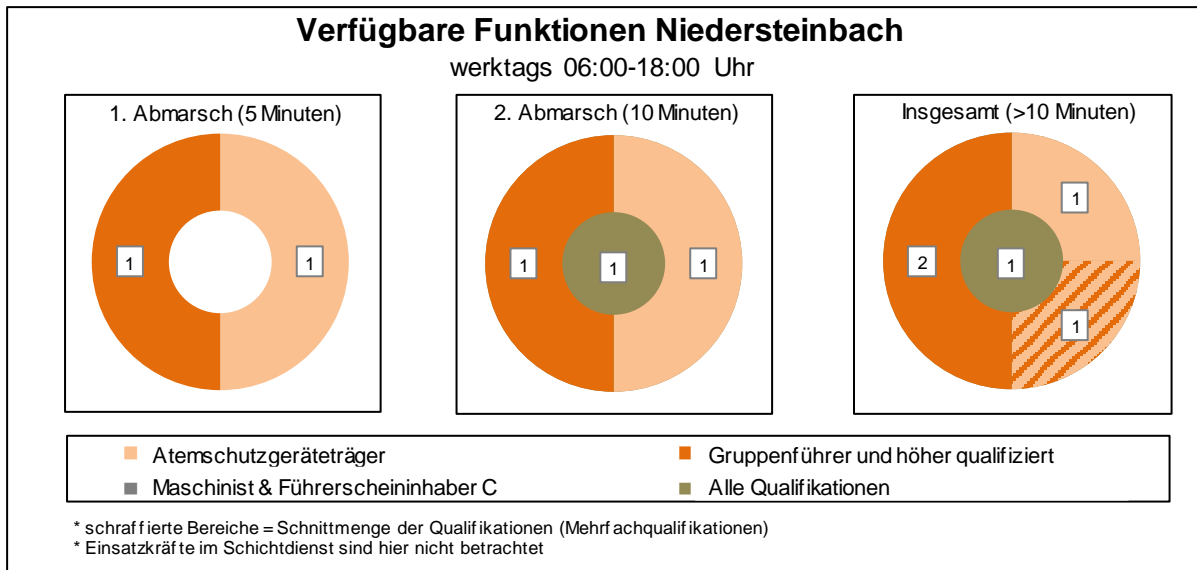 Verfügbare Funktionen Niedersteinbach
werktags 06:00-18:00 Uhr
1. Abmarsch (5 Minuten)
1
1
2. Abmarsch (10 Minuten)
1
1
1
Insgesamt (>10 Minuten)
1
2
1
1
Atemschutzgeräteträger
Gruppenführer und höher qualifiziert
Maschinist & Führerscheininhaber C
Alle Qualifikationen
* schraffierte Bereiche = Schnittmenge der Qualifikationen (Mehrfachqualifikationen)
* Einsatzkräfte im Schichtdienst sind hier nicht betrachtet